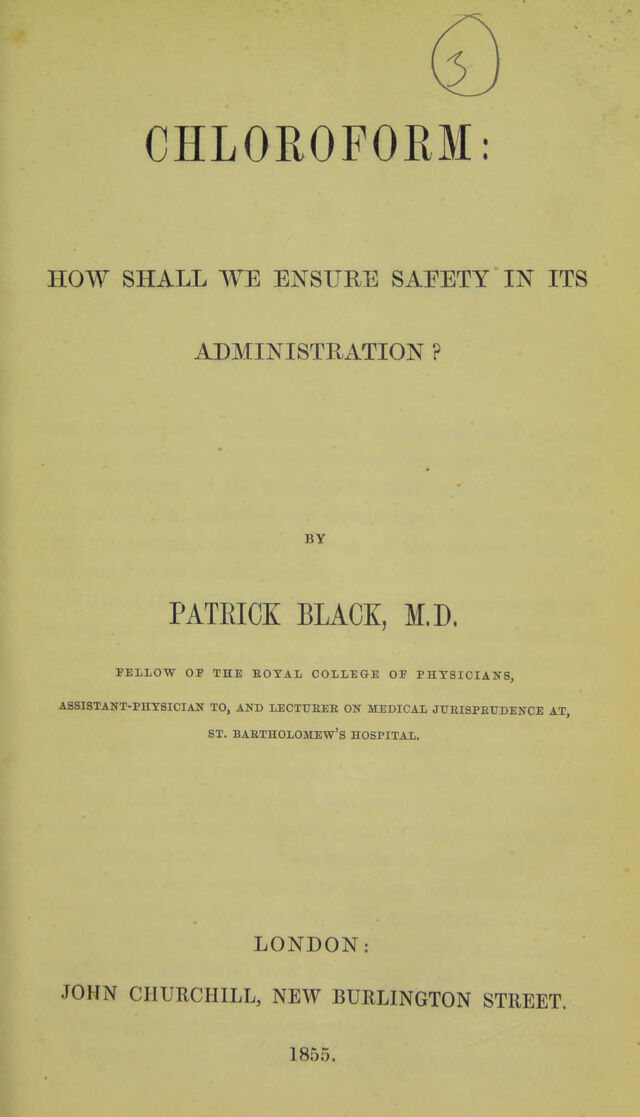 3
CHLOROFORM:
HOW SHALL WE ENSURE SAFETY IN ITS
ADMINISTRATION?
BY
PATRICK BLACK, M.D.
FELLOW OF THE ROYAL COLLEGE OF PHYSICIANS,
ASSISTANT-PHYSICIAN TO, AND LECTURER ON MEDICAL JURISPRUDENCE AT,
ST. BARTHOLOMEW'S HOSPITAL.
LONDON:
JOHN CHURCHILL, NEW BURLINGTON STREET.
1855.